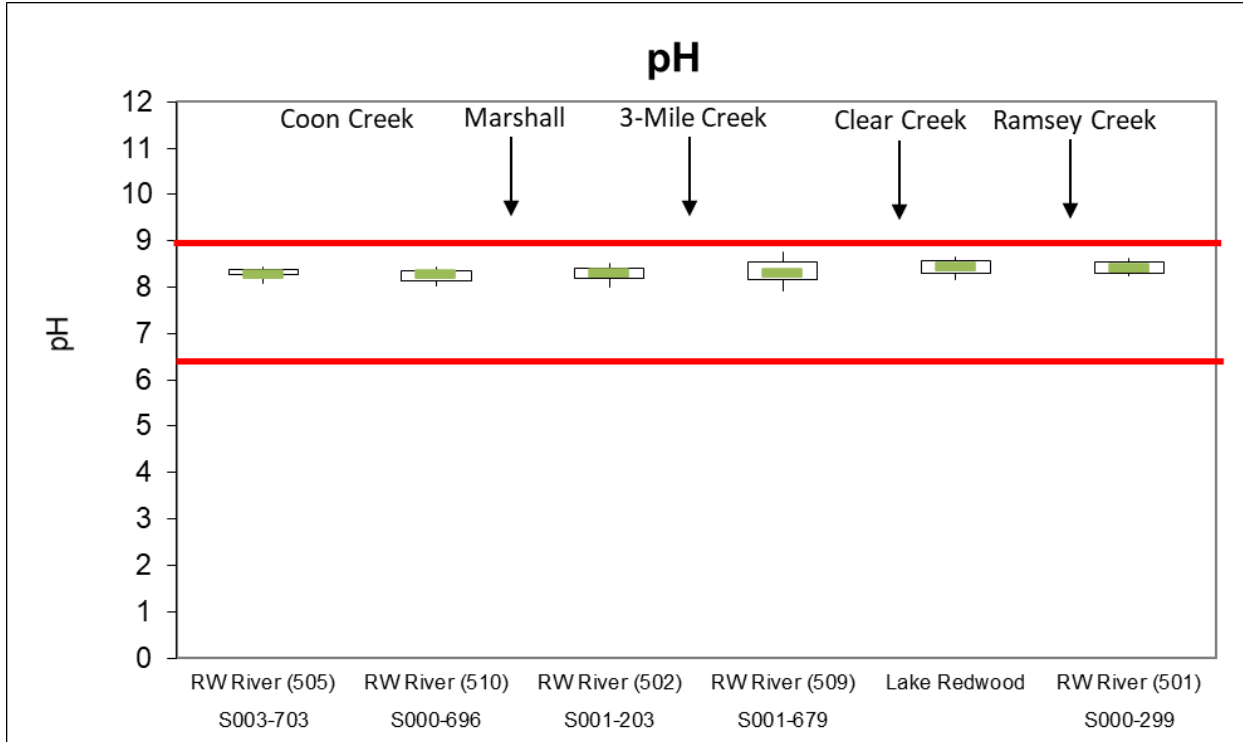 pH
12
11
10
9
8
7
6
5
4
3
2
1
0
pH
Coon Creek
Marshall
3-Mile Creek
Clear Creek
Ramsey Creek
RW River (505)
S003-703
RW River (510)
S000-696
RW River (502)
S001-203
RW River (509)
S001-679
Lake Redwood
RW River (501)
S000-299